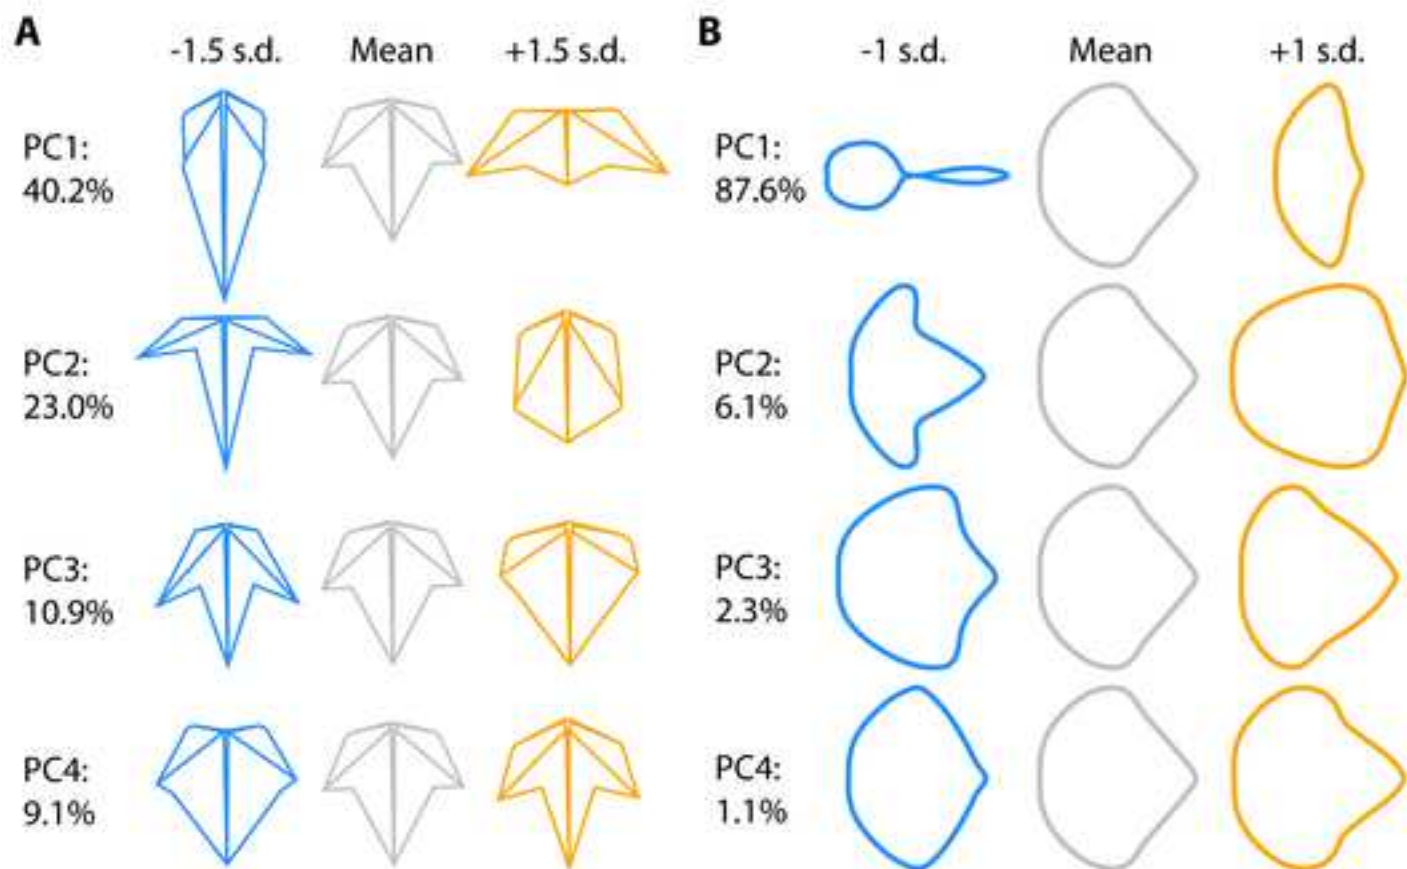 A
-1.5 s.d. Mean +1.5 s.d.
PC1:
40.2%
PC2:
23.0%
PC3:
10.9%
PC4:
9.1%
B
-1 s.d. Mean +1 s.d.
PC1:
87.6%
PC2:
6.1%
PC3:
2.3%
PC4:
1.1%